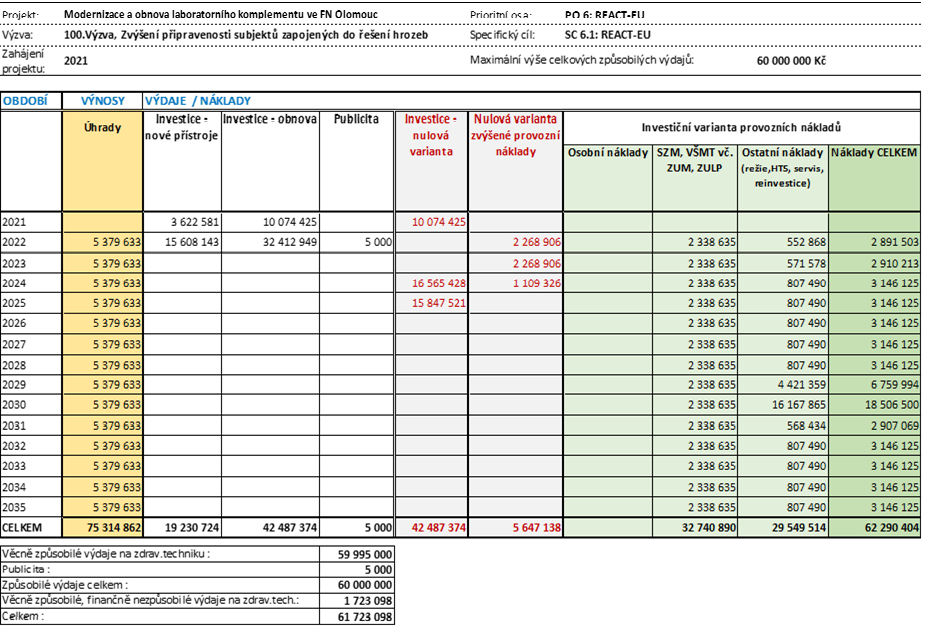 Projekt: Modernizace a obnova laboratorního komplementu ve FN Olomouc Prioritní osa: PO 6: REACT-EU
Výzva: 100.Výzva, Zvýšení připravenosti subjektů zapojených do řešení hrozeb Specifický cíl: SC 6.1: REACT-EU
Zahájení projektu: 2021 Maximální výše celkových způsobilých výdajů: 60 000 000 Kč
OBDOBÍ VÝNOSY VÝDAJE / NÁKLADY
Úhrady Investice - nové přístroje Investice - obnova Publicita Investice - nulová varianta Nulová varianta zvýšené provozní náklady Investiční varianta provozních nákladů
Osobní náklady SZM, VŠMT vč. ZUM, ZULP Ostatní náklady (režie,HTS, servis, reinvestice) Náklady CELKEM
2021 3 622 581 10 074 425 10 074 425
2022 5 379 633 15 608 143 32 412 949 5 000 2 268 906 2 338 635 552 868 2 891 503
2023 5 379 633 2 268 906 2 338 635 571 578 2 910 213
2024 5 379 633 16 565 428 1 109 326 2 338 635 807 490 3 146 125
2025 5 379 633 15 847 521 2 338 635 807 490 3 146 125
2026 5 379 633 2 338 635 807 490 3 146 125
2027 5 379 633 2 338 635 807 490 3 146 125
2028 5 379 633 2 338 635 807 490 3 146 125
2029 5 379 633 2 338 635 4 421 359 6 759 994
2030 5 379 633 2 338 635 16 167 865 18 506 500
2031 5 379 633 2 338 635 568 434 2 907 069
2032 5 379 633 2 338 635 807 490 3 146 125
2033 5 379 633 2 338 635 807 490 3 146 125
2034 5 379 633 2 338 635 807 490 3 146 125
2035 5 379 633 2 338 635 807 490 3 146 125
CELKEM 75 314 862 19 230 724 42 487 374 5 000 42 487 374 5 647 138 32 740 890 29 549 514 62 290 404
Věcně způsobilé výdaje na zdrav.techniku : 59 995 000
Publicita : 5 000
Způsobilé výdaje celkem : 60 000 000
Věcně způsobilé, finančně nezpůsobilé výdaje na zdrav.tech.: 1 723 098
Celkem : 61 723 098